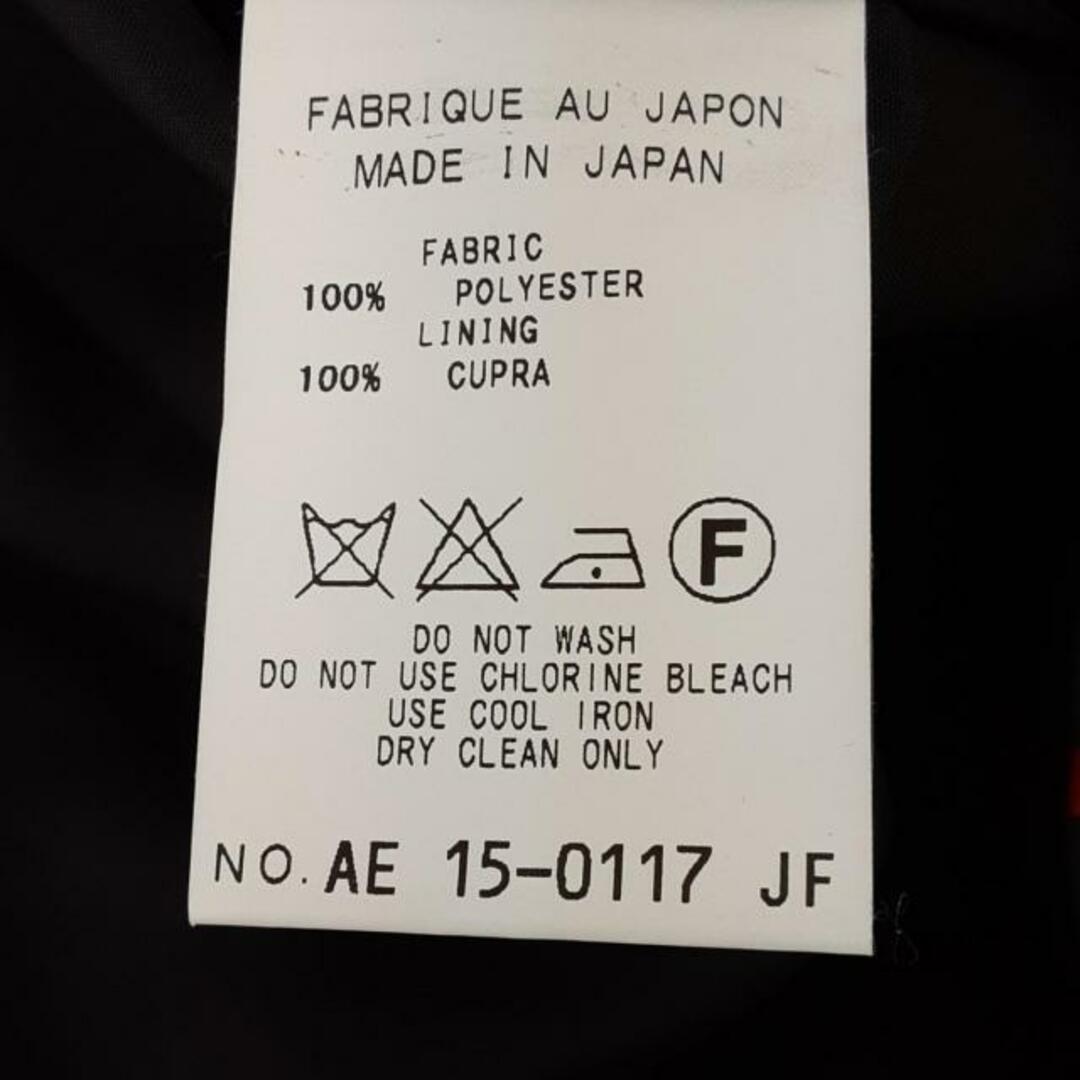 FABRIQUE AU JAPON
MADE IN JAPAN
FABRIC
100% POLYESTER
LINING
100% CUPRA
F
DO NOT WASH
DO NOT USE CHLORINE BLEACH
USE COOL IRON
DRY CLEAN ONLY
NO. AE 15-0117 JF